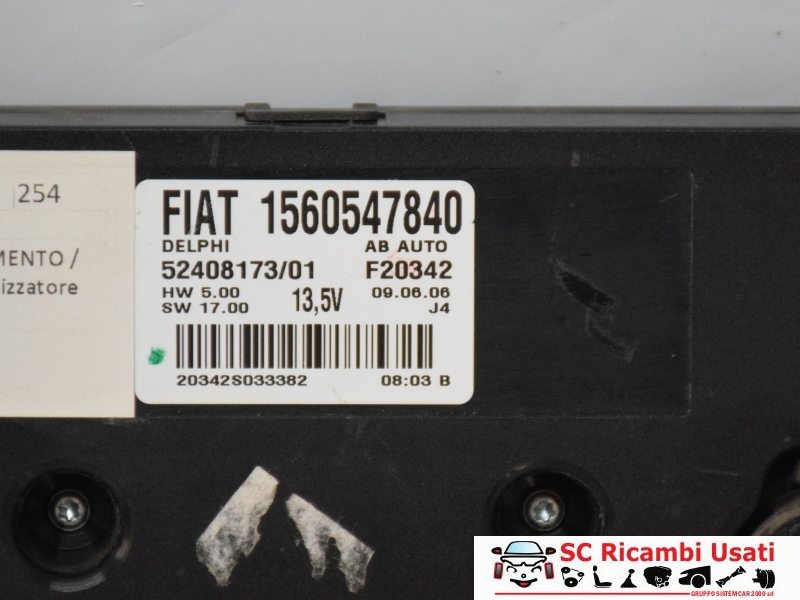 254
MENTO /
izzatore
FIAT 1560547840
DELPHI AB AUTO
52408173/01 F20342
HW 5.00 13,5V 09.06.06
SW 17.00 J4
20342S033382 08:03 B
SC Ricambi Usati
GRUPPO SISTEMCAR 2000 srl